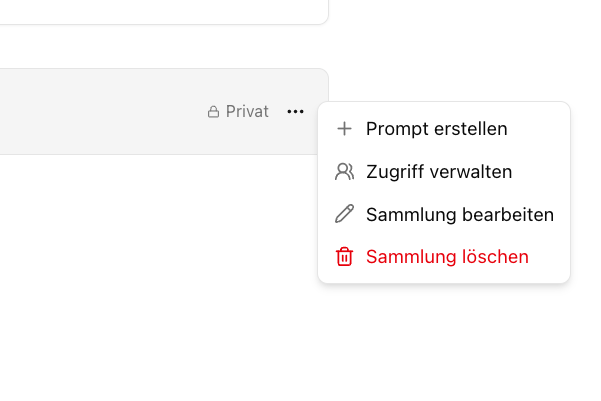 Privat
Prompt erstellen
Zugriff verwalten
Sammlung bearbeiten
Sammlung löschen